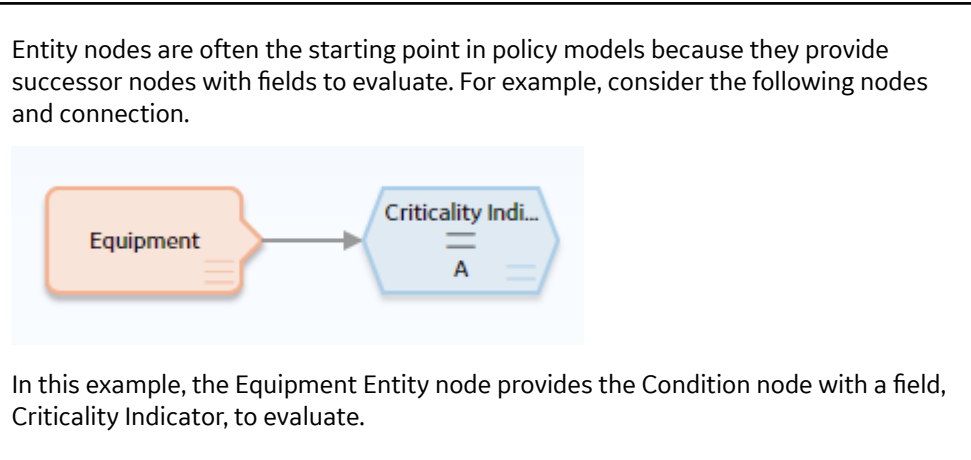 Entity nodes are often the starting point in policy models because they provide
successor nodes with fields to evaluate. For example, consider the following nodes
and connection.
Equipment
Criticality Indi...
=
A
In this example, the Equipment Entity node provides the Condition node with a field,
Criticality Indicator, to evaluate.